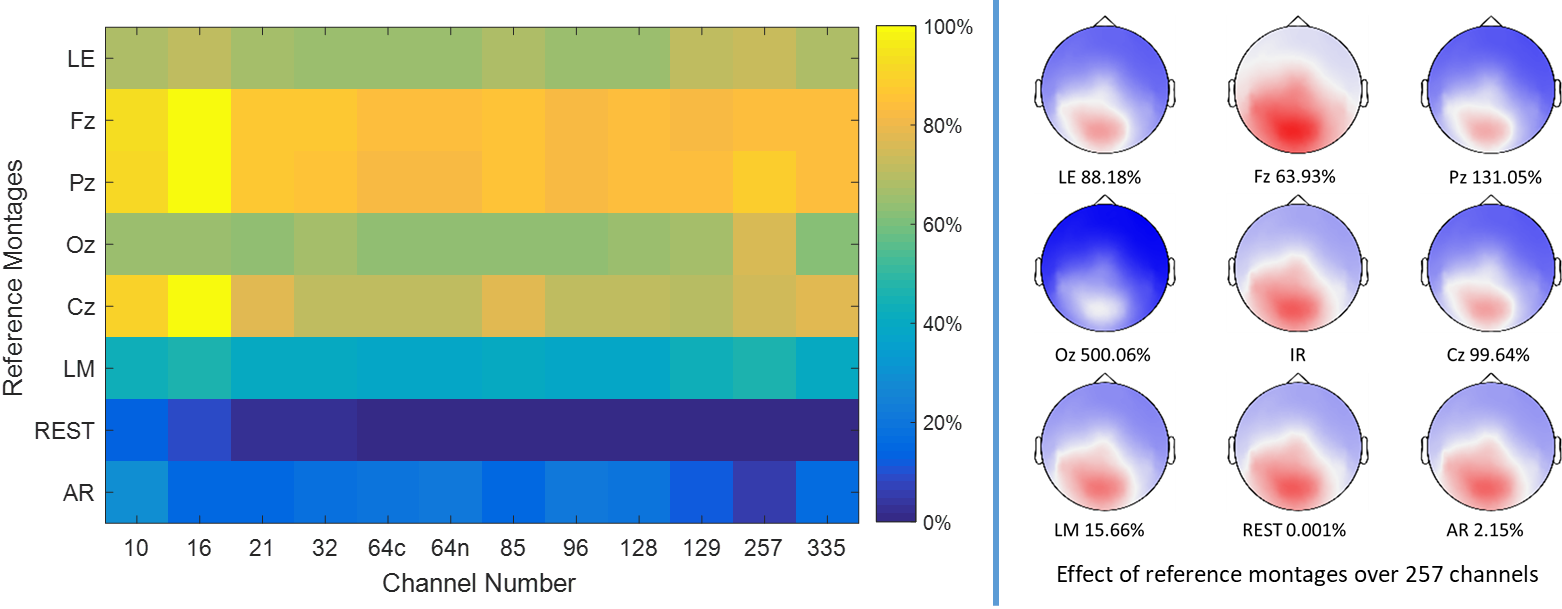 Reference Montages
LE
Fz
Pz
Oz
Cz
LM
REST
AR
10 16 21 32 64c 64n 85 96 128 129 257 335
Channel Number
100%
80%
60%
40%
20%
0%
LE 88.18% Fz 63.93% Pz 131.05%
Oz 500.06% IR Cz 99.64%
LM 15.66% REST 0.001% AR 2.15%
Effect of reference montages over 257 channels